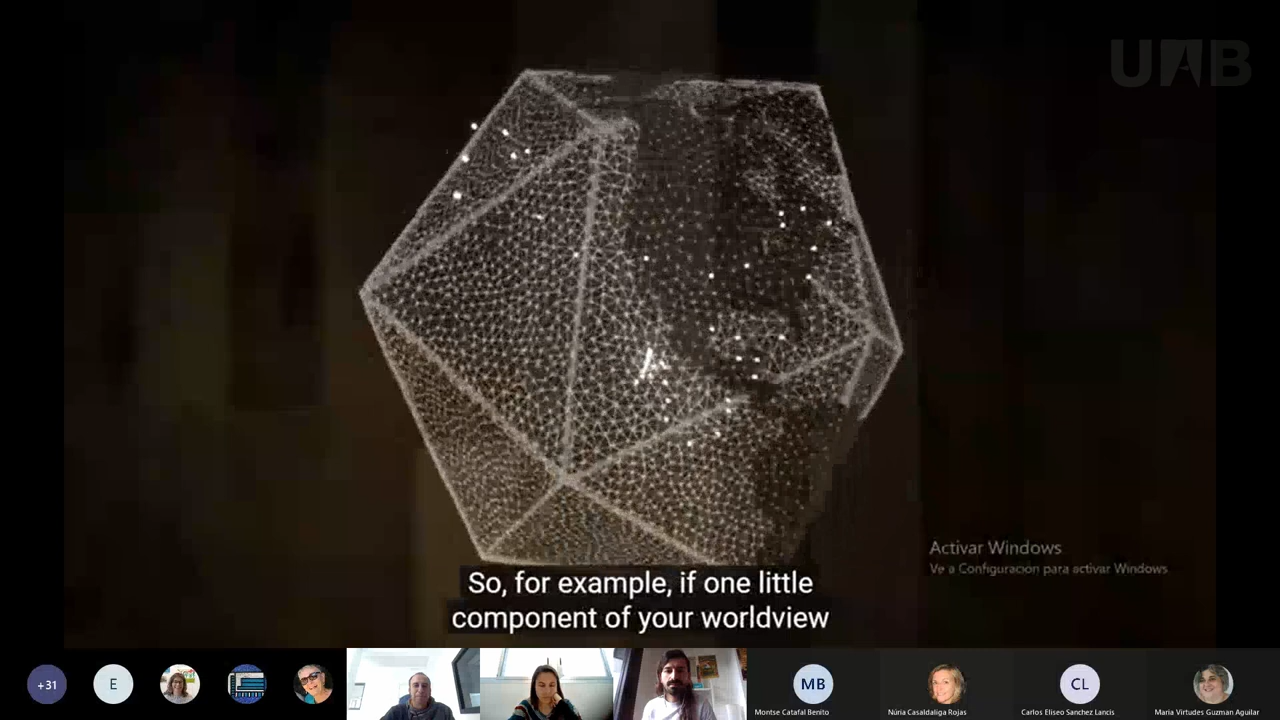 UAB
Activar Windows
Ve a Configuración para activar Windows
So, for example, if one little
component of your worldview
+31
E
MB
CL
Montse Catafal Benito
Núria Casaldaliga Rojas
Carlos Eliseo Sanchez Lancis
Maria Virtudes Guzman Aguilar